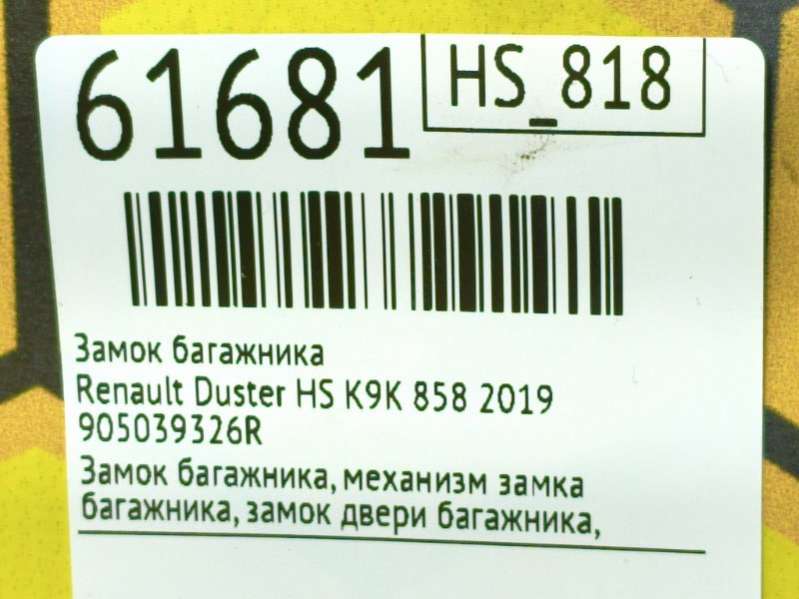 61681
HS_818
Замок багажника
Renault Duster HS K9K 858 2019
905039326R
Замок багажника, механизм замка
багажника, замок двери багажника,